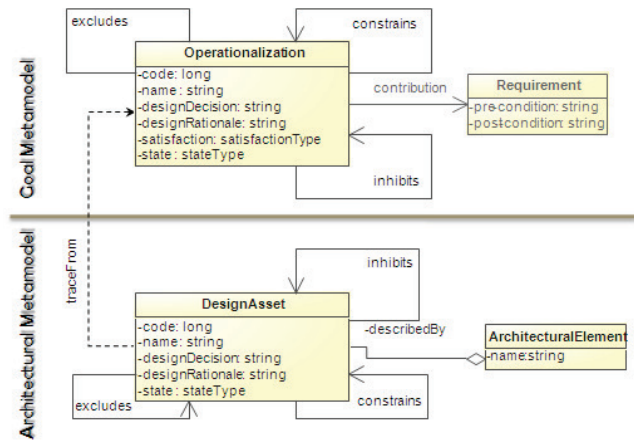 excludes
constrains
Operationalization
-code: long
-name : string
-designDecision: string
-designRationale: string
-satisfaction: satisfactionType
-state : stateType
contribution
Requirement
-pre-condition: string
-post-condition: string
inhibits
Goal Metamodel
traceFrom
Architectural Metamodel
inhibits
DesignAsset
-code: long
-name: string
-designDecision: string
-designRationale: string
-state : stateType
-describedBy
ArchitecturalElement
-name:string
excludes
constrains